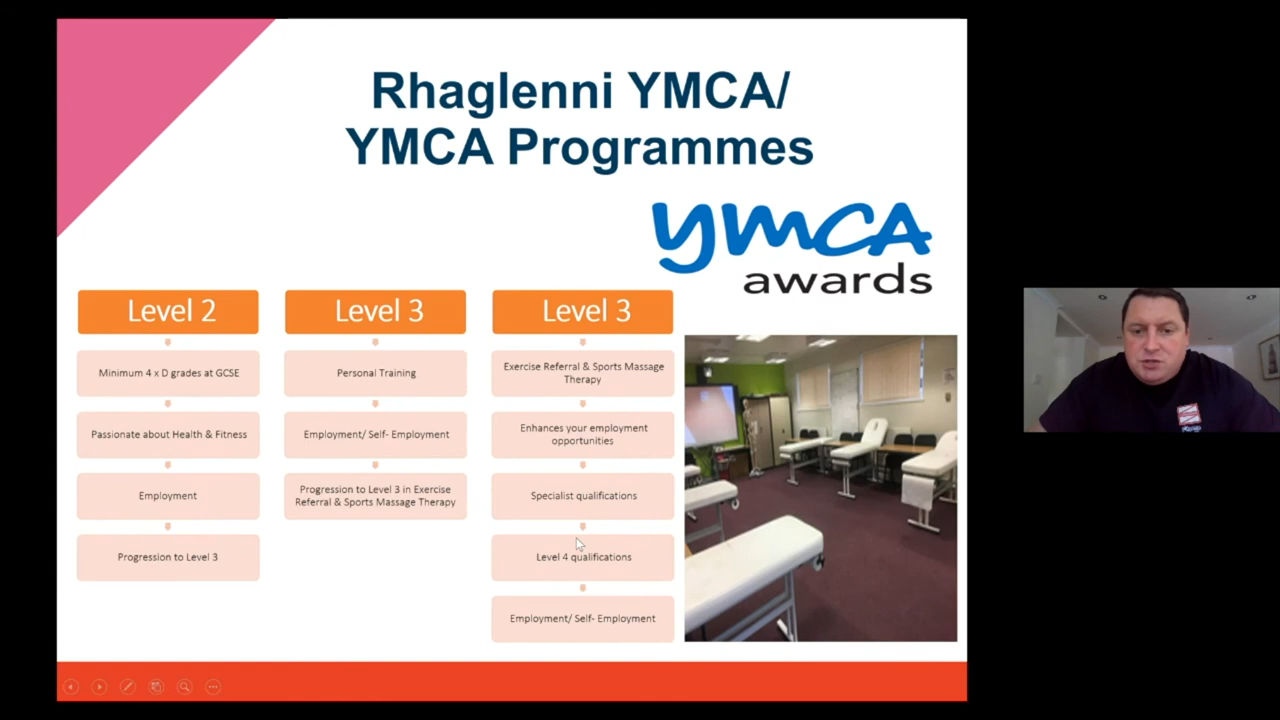 Rhaglenni YMCA/
YMCA Programmes
ymca
awards
Level 2
Minimum 4 x D grades at GCSE
Passionate about Health & Fitness
Employment
Progression to Level 3
Level 3
Personal Training
Employment/ Self- Employment
Progression to Level 3 in Exercise
Referral & Sports Massage Therapy
Level 3
Exercise Referral & Sports Massage
Therapy
Enhances your employment
opportunities
Specialist qualifications
Level 4 qualifications
Employment/ Self- Employment